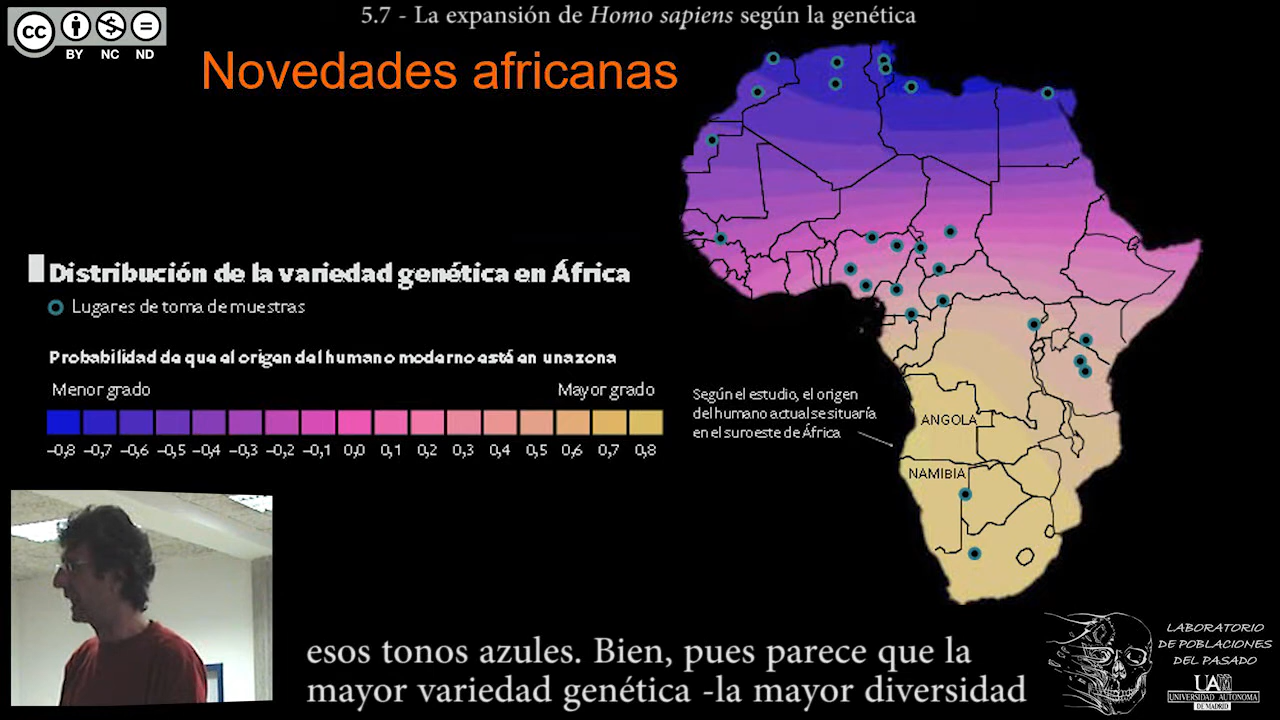 5.7 - La expansión de Homo sapiens según la genética
CC
BY NC ND
Novedades africanas
Distribución de la variedad genética en África
Lugares de toma de muestras
Probabilidad de que el origen del humano moderno está en una zona
Menor grado Mayor grado
-0,8 -0,7 -0,6 -0,5 -0,4 -0,3 -0,2 -0,1 0,0 0,1 0,2 0,3 0,4 0,5 0,6 0,7 0,8
Según el estudio, el origen
del humano actual se situaría
en el suroeste de África
ANGOLA
NAMIBIA
esos tonos azules. Bien, pues parece que la
mayor variedad genética -la mayor diversidad
LABORATORIO
DE POBLACIONES
DEL PASADO
UA
UNIVERSIDAD AUTONOMA
DE MADRID